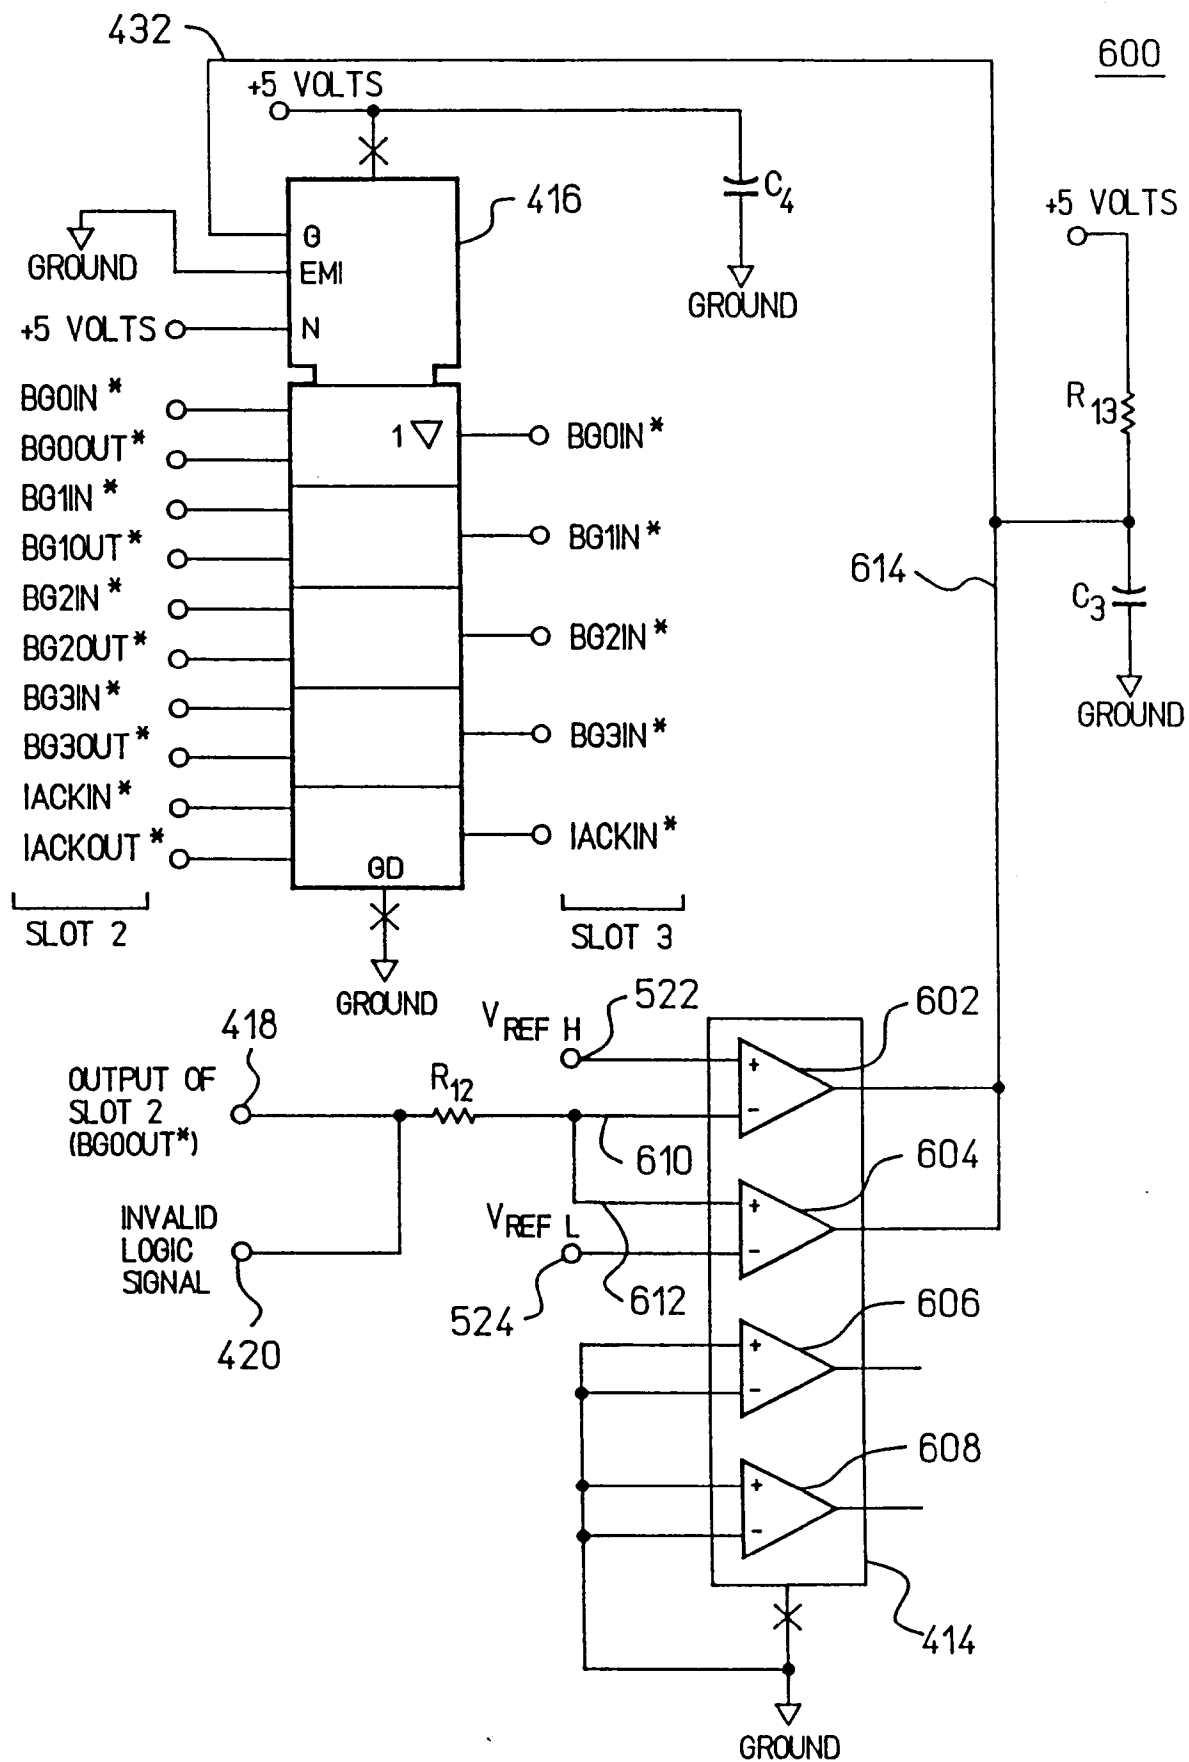 432
600
+5 VOLTS
416
C4
+5 VOLTS
G
GROUND
EMI
GROUND
+5 VOLTS
N
BG0IN*
R13
BG0OUT*
1
BG0IN*
BG1IN*
BG1OUT*
BG1IN*
614
BG2IN*
C3
BG2OUT*
BG2IN*
BG3IN*
GROUND
BG3OUT*
BG3IN*
IACKIN*
IACKOUT*
IACKIN*
GD
SLOT 2
SLOT 3
GROUND
522
602
VREF H
418
OUTPUT OF
SLOT 2
(BG0OUT*)
R12
+
-
610
604
INVALID
LOGIC
SIGNAL
VREF L
+
-
612
524
606
420
+
-
608
+
-
414
GROUND